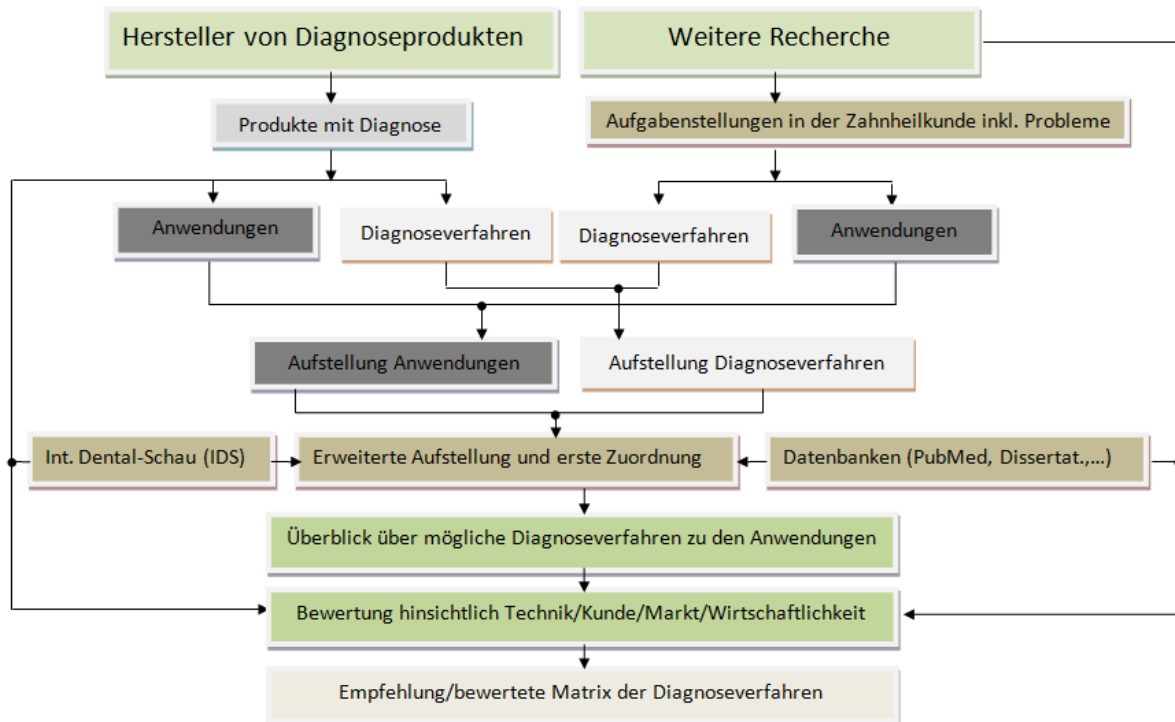 Hersteller von Diagnoseprodukten
Weitere Recherche
Produkte mit Diagnose
Aufgabenstellungen in der Zahnheilkunde inkl. Probleme
Anwendungen
Diagnoseverfahren
Diagnoseverfahren
Anwendungen
Aufstellung Anwendungen
Aufstellung Diagnoseverfahren
Int. Dental-Schau (IDS)
Erweiterte Aufstellung und erste Zuordnung
Datenbanken (PubMed, Dissertat.,...)
Überblick über mögliche Diagnoseverfahren zu den Anwendungen
Bewertung hinsichtlich Technik/Kunde/Markt/Wirtschaftlichkeit
Empfehlung/bewertete Matrix der Diagnoseverfahren